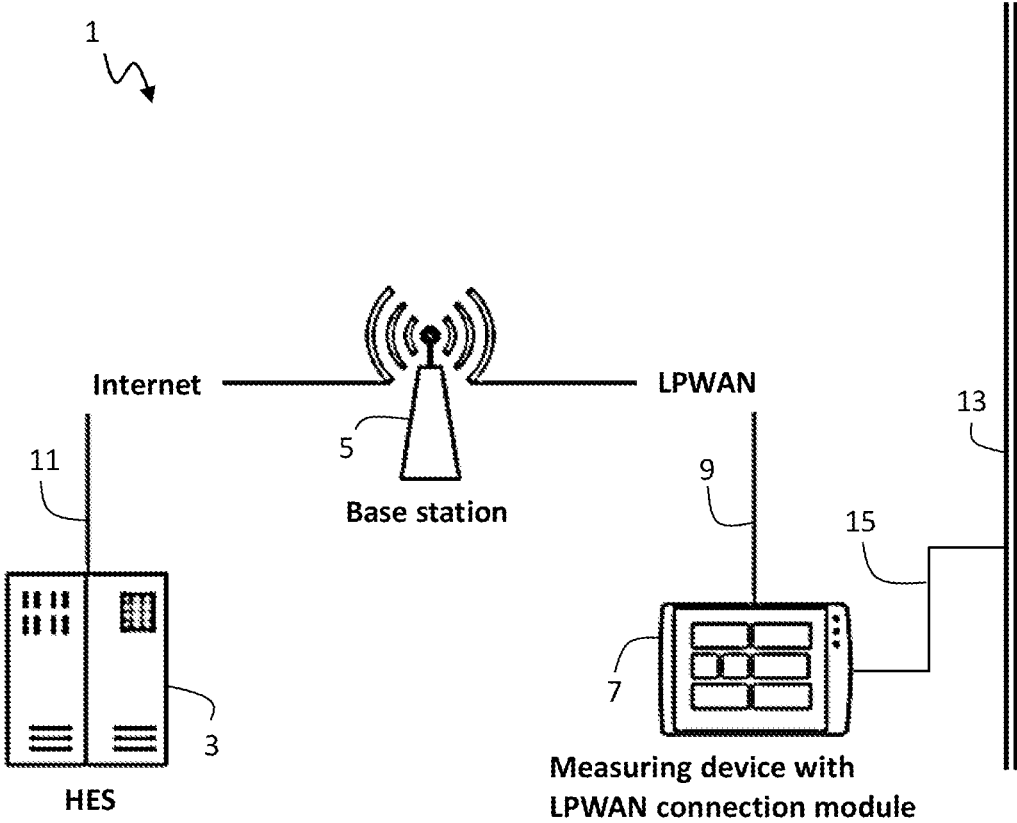 1
Internet
LPWAN
13
5
11
9
Base station
15
7
3
HES
Measuring device with
LPWAN connection module